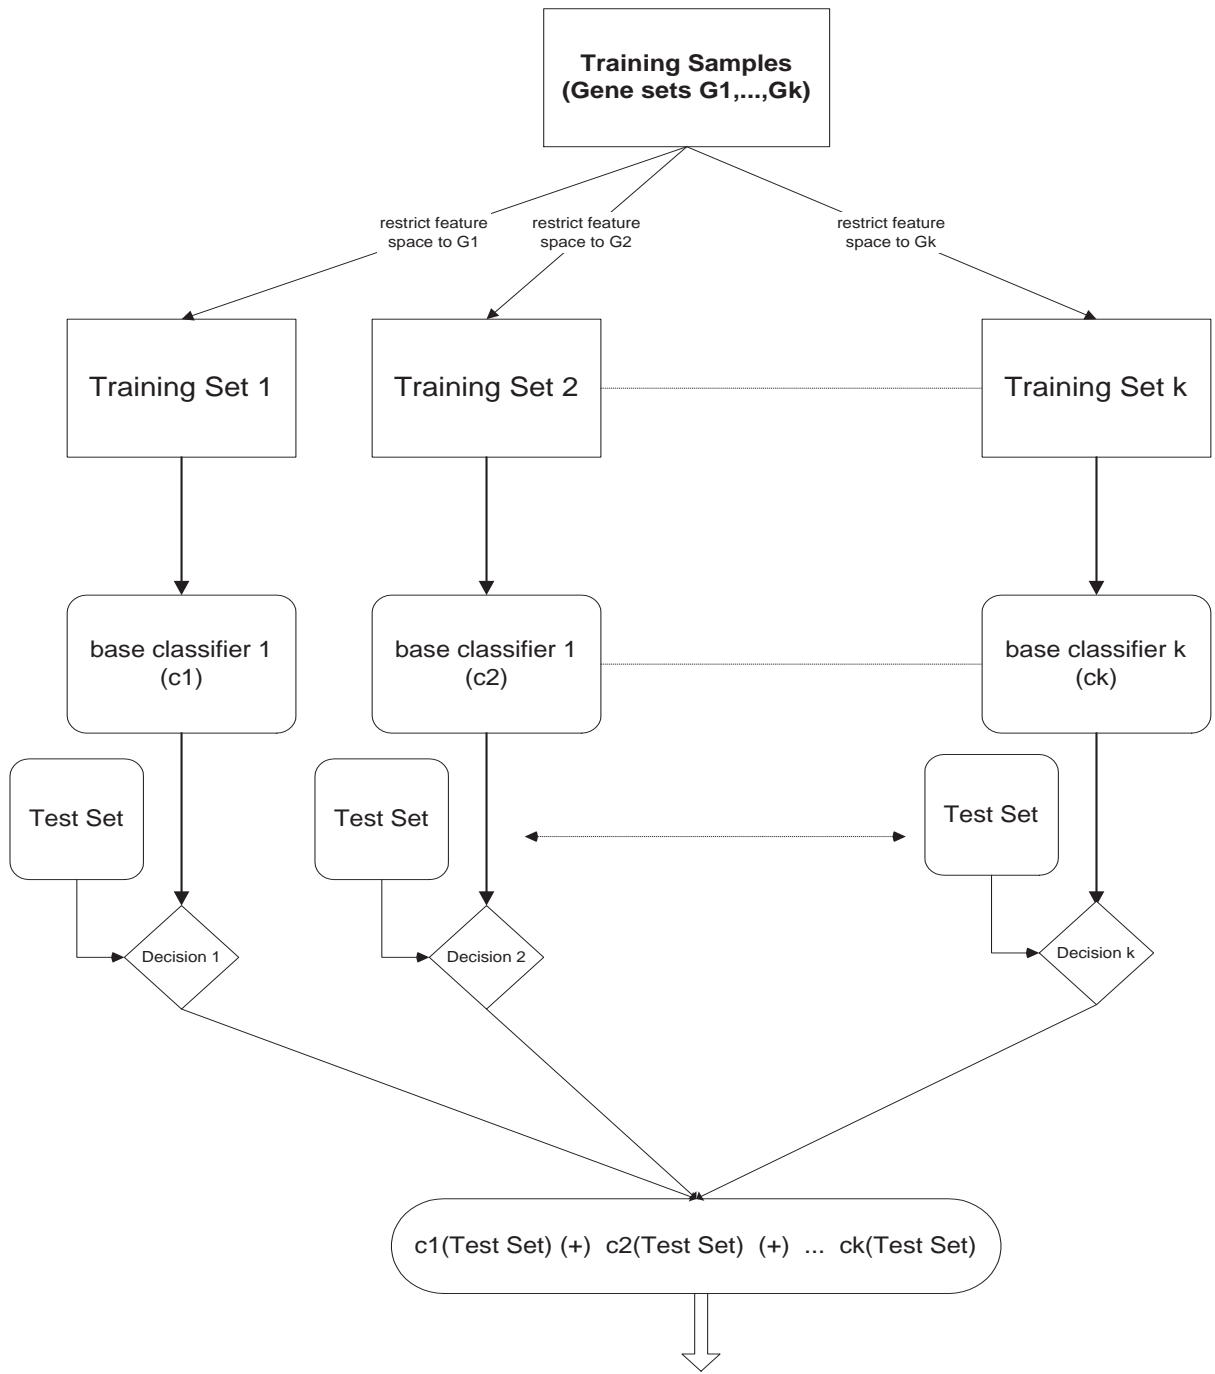 Training Samples
(Gene sets G1,...,Gk)
restrict feature
space to G1
restrict feature
space to G2
restrict feature
space to Gk
Training Set 1
Training Set 2
Training Set k
base classifier 1
(c1)
base classifier 1
(c2)
base classifier k
(ck)
Test Set
Test Set
Test Set
Decision 1
Decision 2
Decision k
c1(Test Set) (+) c2(Test Set) (+) ... ck(Test Set)